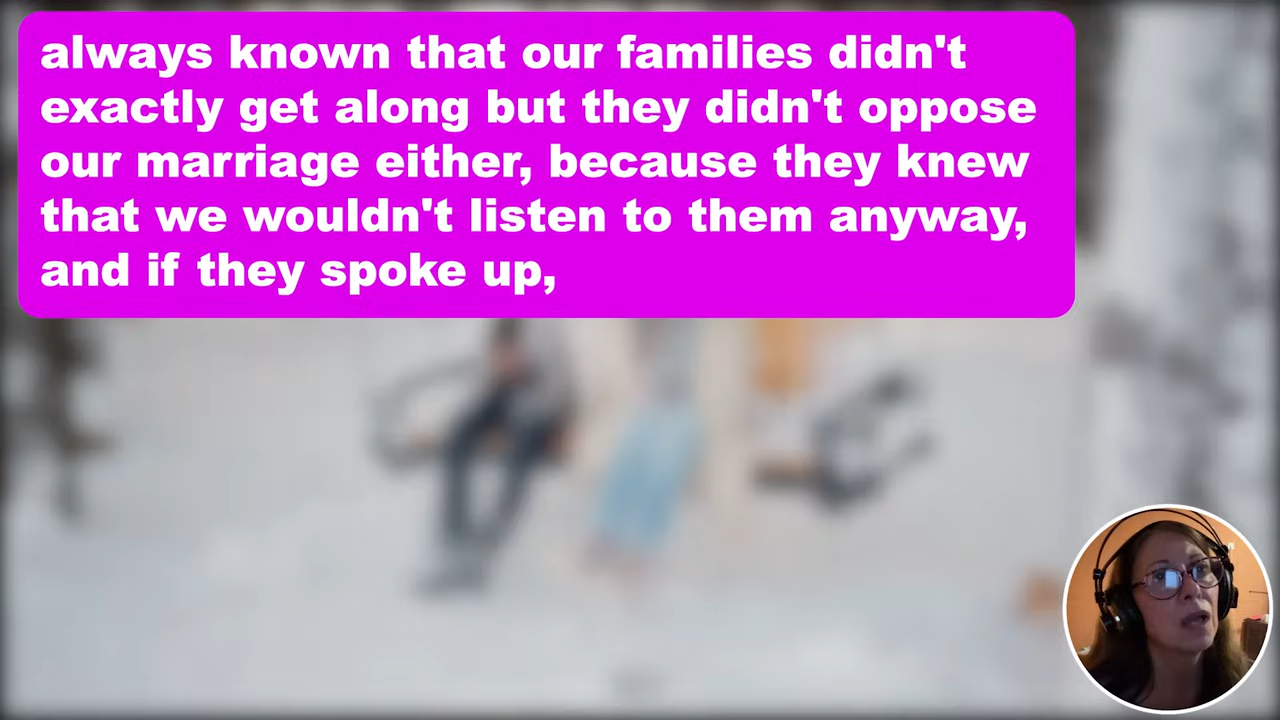 always known that our families didn't
exactly get along but they didn't oppose
our marriage either, because they knew
that we wouldn't listen to them anyway,
and if they spoke up,